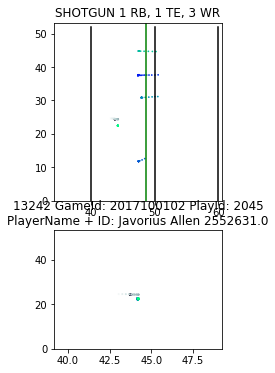 SHOTGUN 1 RB, 1 TE, 3 WR
50
40
30
20
10
0
40 50 60
13242 GameId: 2017100102 PlayId: 2045
PlayerName + ID: Javorius Allen 2552631.0
40
20
0
40.0 42.5 45.0 47.5